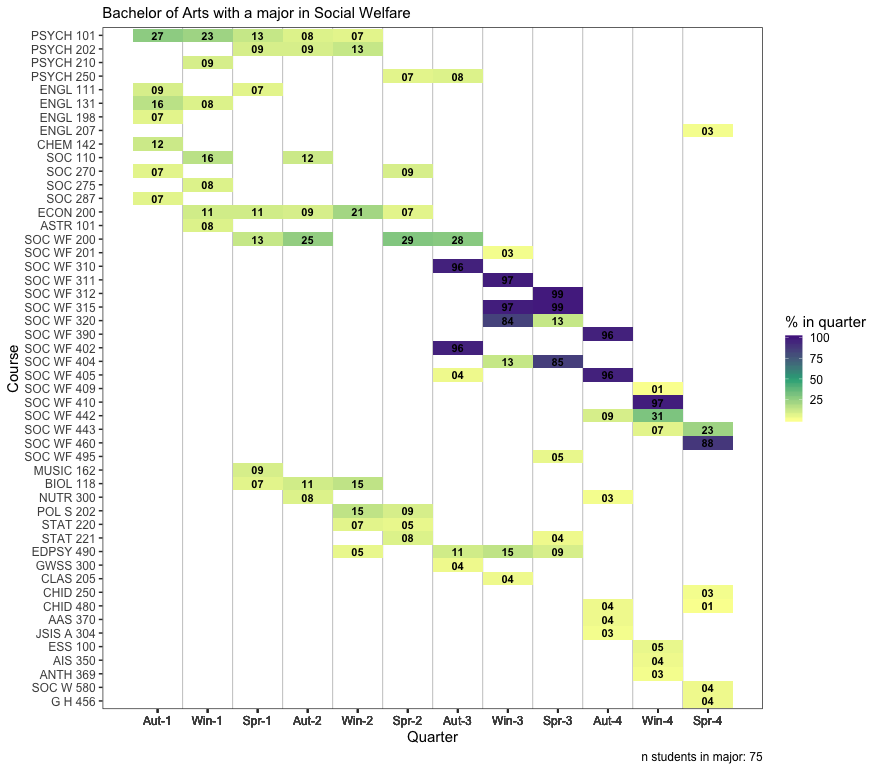 Bachelor of Arts with a major in Social Welfare
PSYCH 101 27 23 13 08 07
PSYCH 202 09 09 13
PSYCH 210 09
PSYCH 250 07 08
ENGL 111 09 07
ENGL 131 16 08
ENGL 198 07
ENGL 207 03
CHEM 142 12
SOC 110 16 12
SOC 270 07 09
SOC 275 08
SOC 287 07
ECON 200 11 11 09 21 07
ASTR 101 08
SOC WF 200 13 25 29 28
SOC WF 201 03
SOC WF 310 96
SOC WF 311 97
SOC WF 312 99
SOC WF 315 97 99
SOC WF 320 84 13
SOC WF 390 96
SOC WF 402 96
SOC WF 404 13 85
SOC WF 405 04 96
SOC WF 409 01
SOC WF 410 97
SOC WF 442 09 31
SOC WF 443 07 23
SOC WF 460 88
SOC WF 495 05
MUSIC 162 09
BIOL 118 07 11 15
NUTR 300 08 03
POL S 202 15 09
STAT 220 07 05
STAT 221 08 04
EDPSY 490 05 11 15 09
GWSS 300 04
CLAS 205 04
CHID 250 03
CHID 480 04 01
AAS 370 04
JSIS A 304 03
ESS 100 05
AIS 350 04
ANTH 369 03
SOC W 580 04
G H 456 04
Course
Aut-1 Win-1 Spr-1 Aut-2 Win-2 Spr-2 Aut-3 Win-3 Spr-3 Aut-4 Win-4 Spr-4
Quarter
% in quarter
100
75
50
25
n students in major: 75